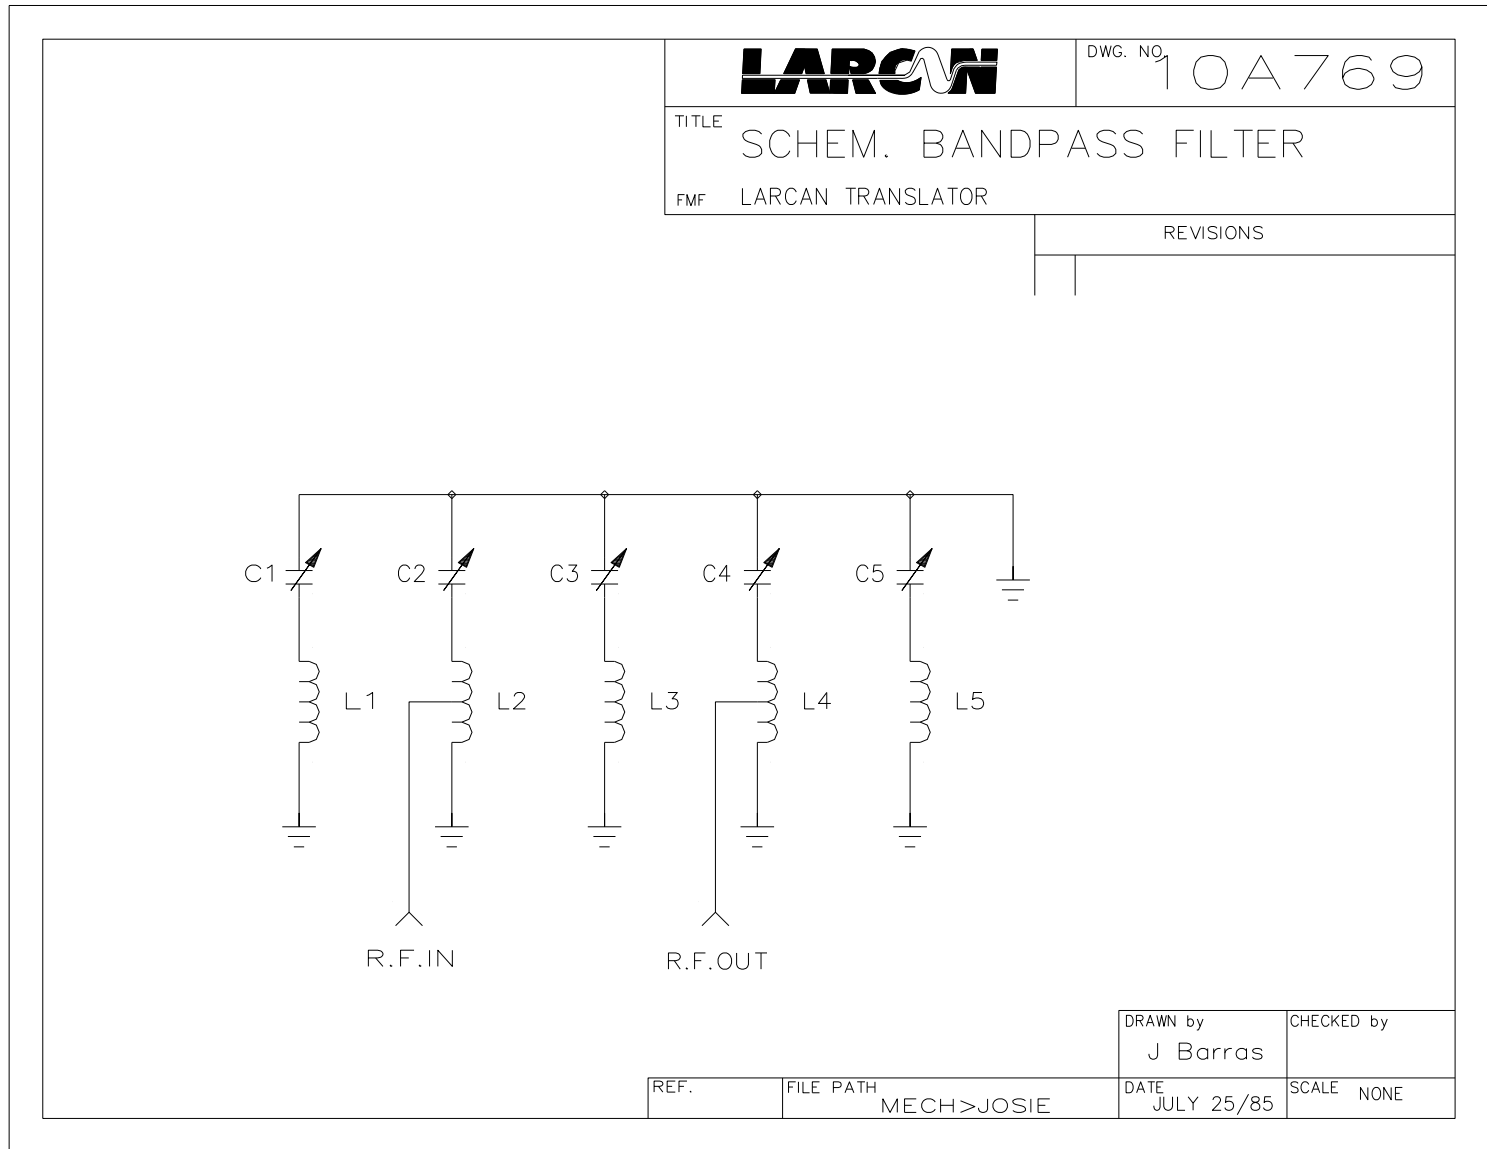 LARCAN
DWG. NO. 10A769
TITLE SCHEM. BANDPASS FILTER
FMF LARCAN TRANSLATOR
REVISIONS
C1 C2 C3 C4 C5
L1 L2 L3 L4 L5
R.F.IN R.F.OUT
DRAWN by CHECKED by
J Barras
REF. FILE PATH MECH>JOSIE DATE JULY 25/85 SCALE NONE